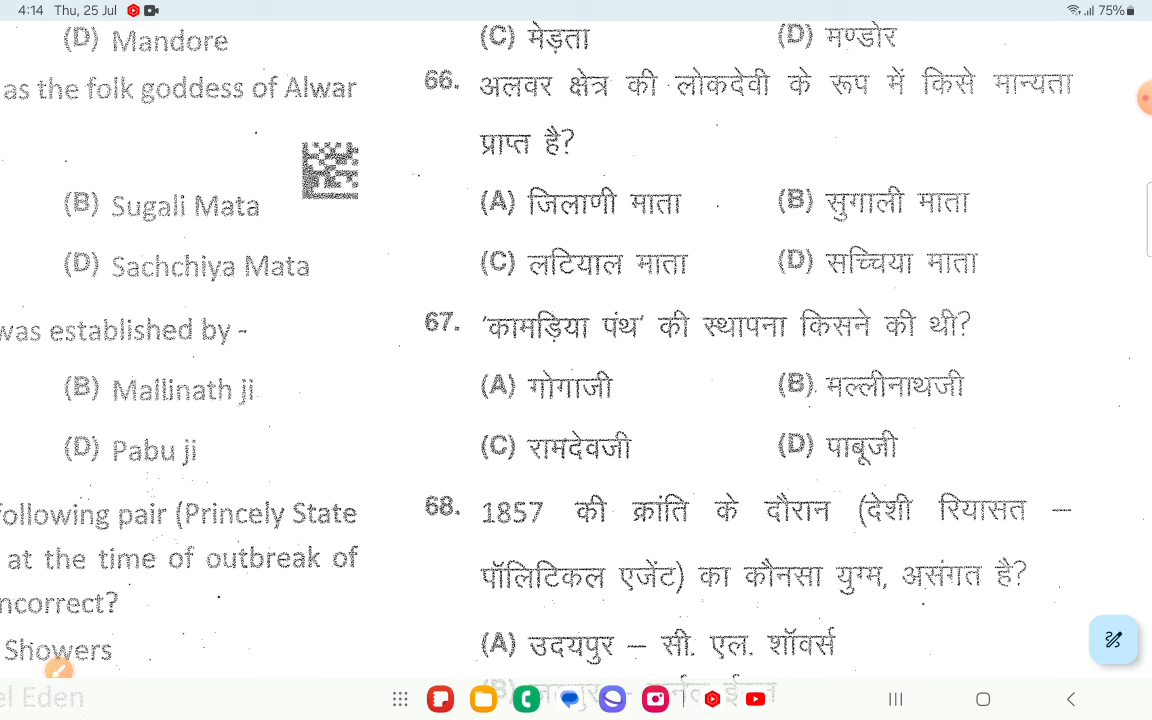 4:14 Thu, 25 Jul
75%
(D) Mandore
as the folk goddess of Alwar
(B) Sugali Mata
(D) Sachchiya Mata
was established by -
(B) Mallinath ji
(D) Pabu ji
following pair (Princely State
at the time of outbreak of
ncorrect?
Showers
el Eden
(C) मेड़ता (D) मण्डोर
66. अलवर क्षेत्र की लोकदेवी के रूप में किसे मान्यता
प्राप्त है?
(A) जिलाणी माता (B) सुगाली माता
(C) लटियाल माता (D) सच्चिया माता
67. 'कामड़िया पंथ' की स्थापना किसने की थी?
(A) गोगाजी (B) मल्लीनाथजी
(C) रामदेवजी (D) पाबूजी
68. 1857 की क्रांति के दौरान (देशी रियासत –
पॉलिटिकल एजेंट) का कौनसा युग्म, असंगत है?
(A) उदयपुर – सी. एल. शॉवर्स
(B)